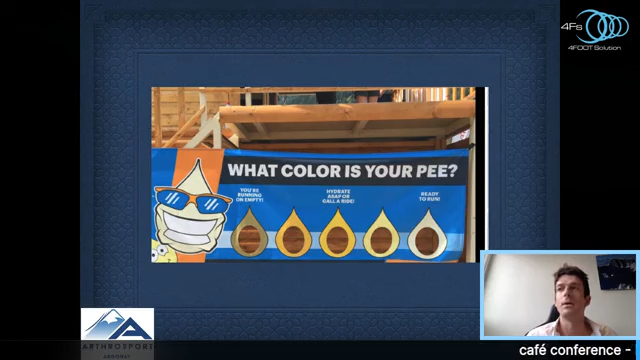 4Fs
4FOOT Solution
WHAT COLOR IS YOUR PEE?
YOU'RE
RUNNING
ON EMPTY!
HYDRATE
ASAP OR
CALL A RIDE!
READY
TO RUN!
ARTHROSPORT
ARGONAY
café conference -